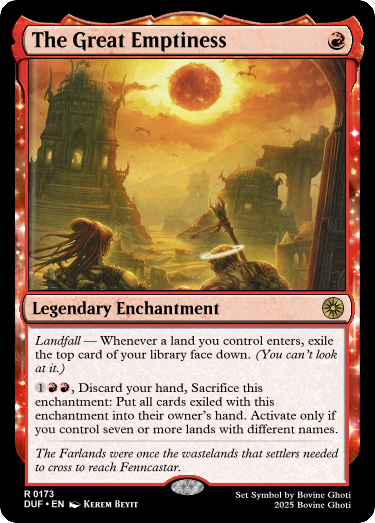 The Great Emptiness
Legendary Enchantment
Landfall — Whenever a land you control enters, exile
the top card of your library face down. (You can't look
at it.)
1, Discard your hand, Sacrifice this
enchantment: Put all cards exiled with this
enchantment into their owner's hand. Activate only if
you control seven or more lands with different names.
The Farlands were once the wastelands that settlers needed
to cross to reach Fenncastar.
R 0173
DUF • EN Kerem Beyit
Set Symbol by Bovine Ghoti
2025 Bovine Ghoti